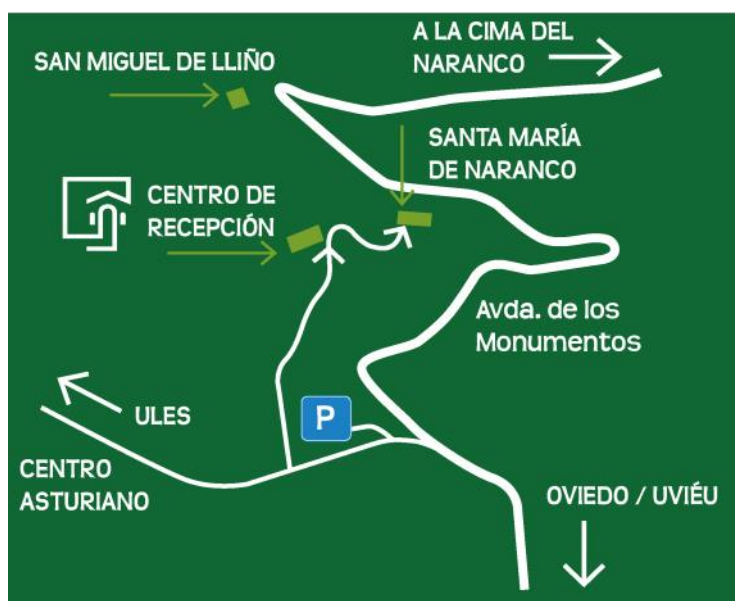 A LA CIMA DEL
NARANCO
SAN MIGUEL DE LLIÑO
SANTA MARÍA
DE NARANCO
CENTRO DE
RECEPCIÓN
Avda. de los
Monumentos
P
ULES
CENTRO
ASTURIANO
OVIEDO / UVIÉU